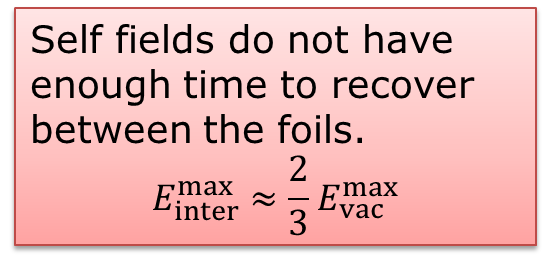 Self fields do not have
enough time to recover
between the foils.
E_inter^max ≈ 2/3 E_vac^max